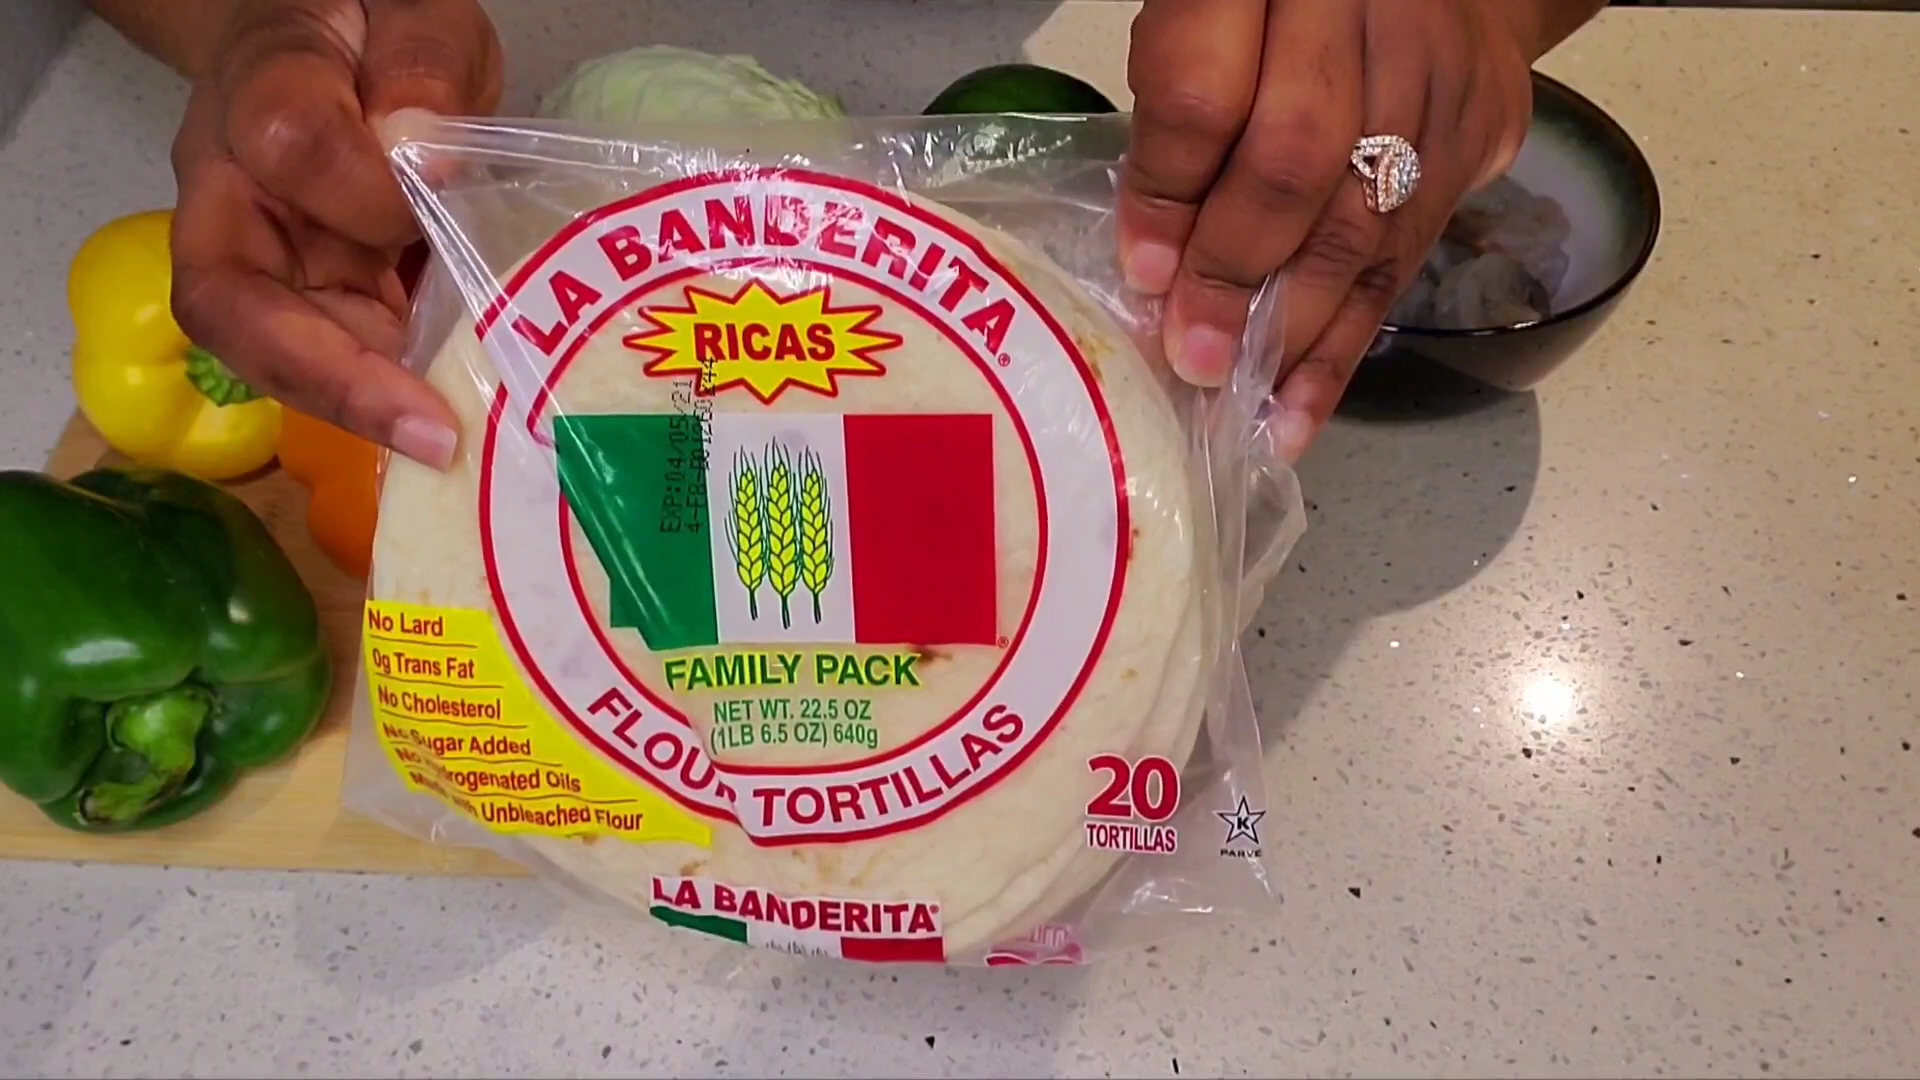 LA BANDERITA®
RICAS
EXP:04/05/21
FAMILY PACK
NET WT. 22.5 OZ
(1LB 6.5 OZ) 640g
FLOUR TORTILLAS
No Lard
0g Trans Fat
No Cholesterol
No Sugar Added
No Hydrogenated Oils
Made with Unbleached Flour
20
TORTILLAS
K
PARVE
LA BANDERITA®